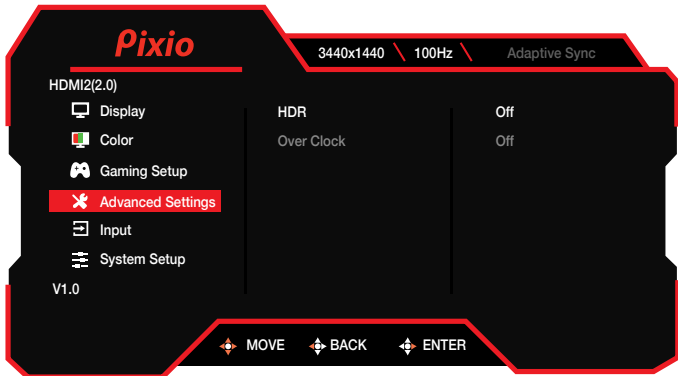 Pixio
3440x1440 100Hz Adaptive Sync
HDMI2(2.0)
Display
Color
Gaming Setup
Advanced Settings
Input
System Setup
V1.0
HDR Off
Over Clock Off
MOVE BACK ENTER